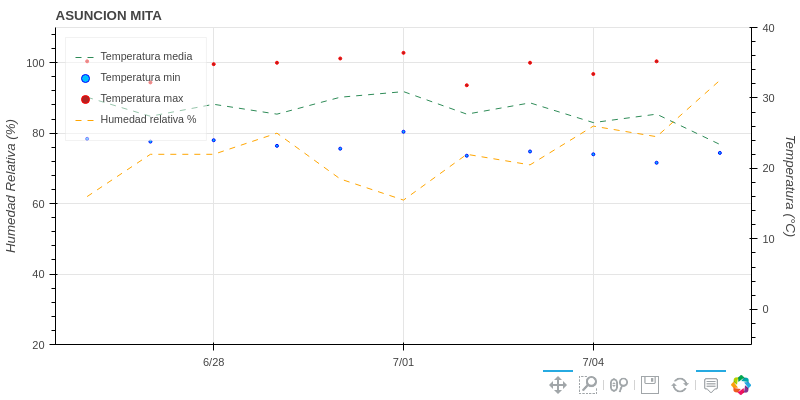 ASUNCION MITA
Temperatura media
Temperatura min
Temperatura max
Humedad relativa %
Humedad Relativa (%)
100
80
60
40
20
6/28
7/01
7/04
40
30
20
10
0
Temperatura (°C)